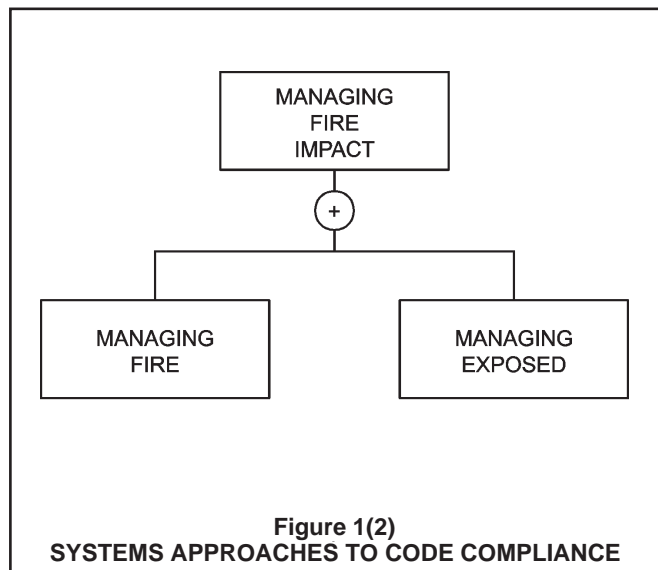 MANAGING
FIRE
IMPACT
+
MANAGING
FIRE
MANAGING
EXPOSED
Figure 1(2)
SYSTEMS APPROACHES TO CODE COMPLIANCE